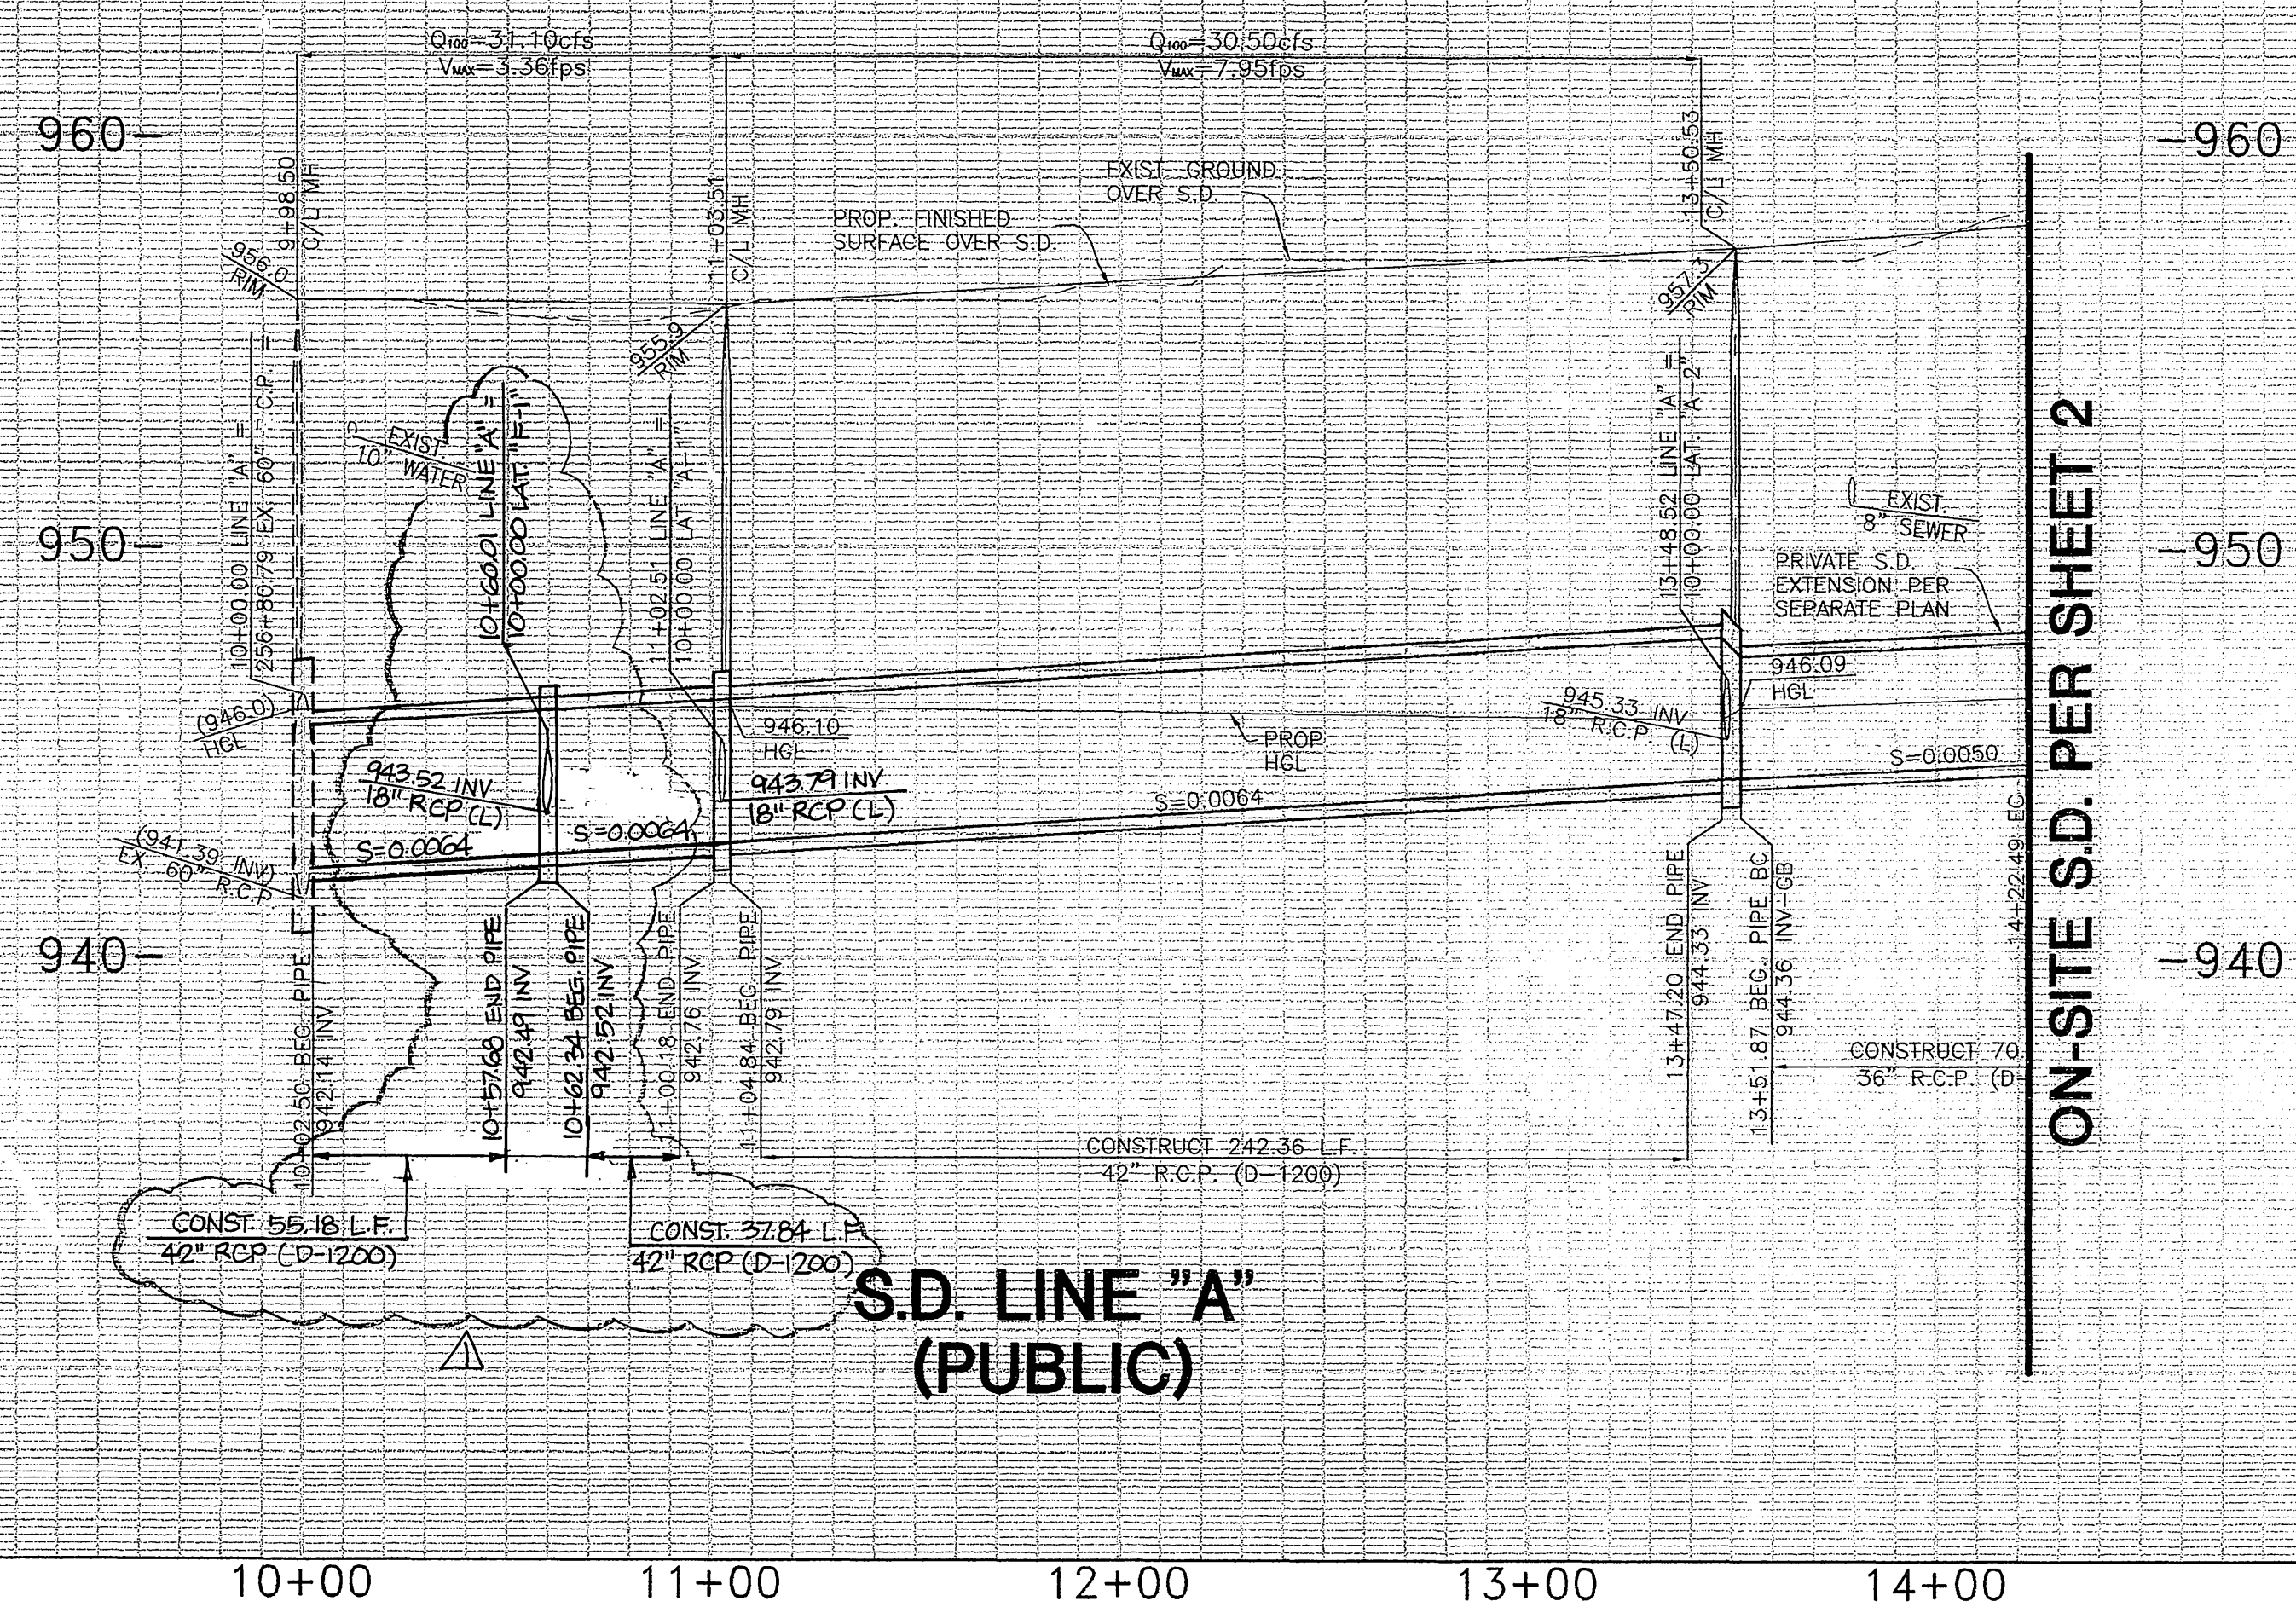 Q100=31.10cfs
VMAX=3.36fps
Q100=30.50cfs
VMAX=7.95fps
960-
-960
9+98.50
C/L MH
11+03.51
C/L MH
13+50.53
C/L MH
EXIST. GROUND
OVER S.D.
PROP. FINISHED
SURFACE OVER S.D.
956.0
RIM
955.9
RIM
957.3
RIM
10+00.00 LINE "A" =
256+80.79 EX. 60" C.P. =
EXIST.
10" WATER
10+60.01 LINE "A" =
10+00.00 LAT. "F-1"
11+02.51 LINE "A" =
10+00.00 LAT "A-1"
13+48.52 LINE "A" =
10+00.00 LAT. "A-2"
EXIST.
8" SEWER
950-
-950
PRIVATE S.D.
EXTENSION PER
SEPARATE PLAN
ON-SITE S.D. PER SHEET 2
(946.0)
HGL
946.10
HGL
PROP.
HGL
945.33 INV
18" R.C.P. (L)
946.09
HGL
943.52 INV
18" RCP (L)
943.79 INV
18" RCP (L)
S=0.0050
S=0.0064
S=0.0064
S=0.0064
(941.39 INV)
EX. 60" R.C.P.
940-
-940
10+02.50 BEG. PIPE
942.14 INV
10+57.68 END PIPE
942.49 INV
10+62.34 BEG. PIPE
942.52 INV
11+00.18 END PIPE
942.76 INV
11+04.84 BEG. PIPE
942.79 INV
13+47.20 END PIPE
944.33 INV
13+51.87 BEG. PIPE BC
944.36 INV-GB
14+22.49 EC
CONSTRUCT 70
36" R.C.P. (D-
CONSTRUCT 242.36 L.F.
42" R.C.P. (D-1200)
CONST. 55.18 L.F.
42" RCP (D-1200)
CONST. 37.84 L.F.
42" RCP (D-1200)
S.D. LINE "A"
(PUBLIC)
1
10+00
11+00
12+00
13+00
14+00